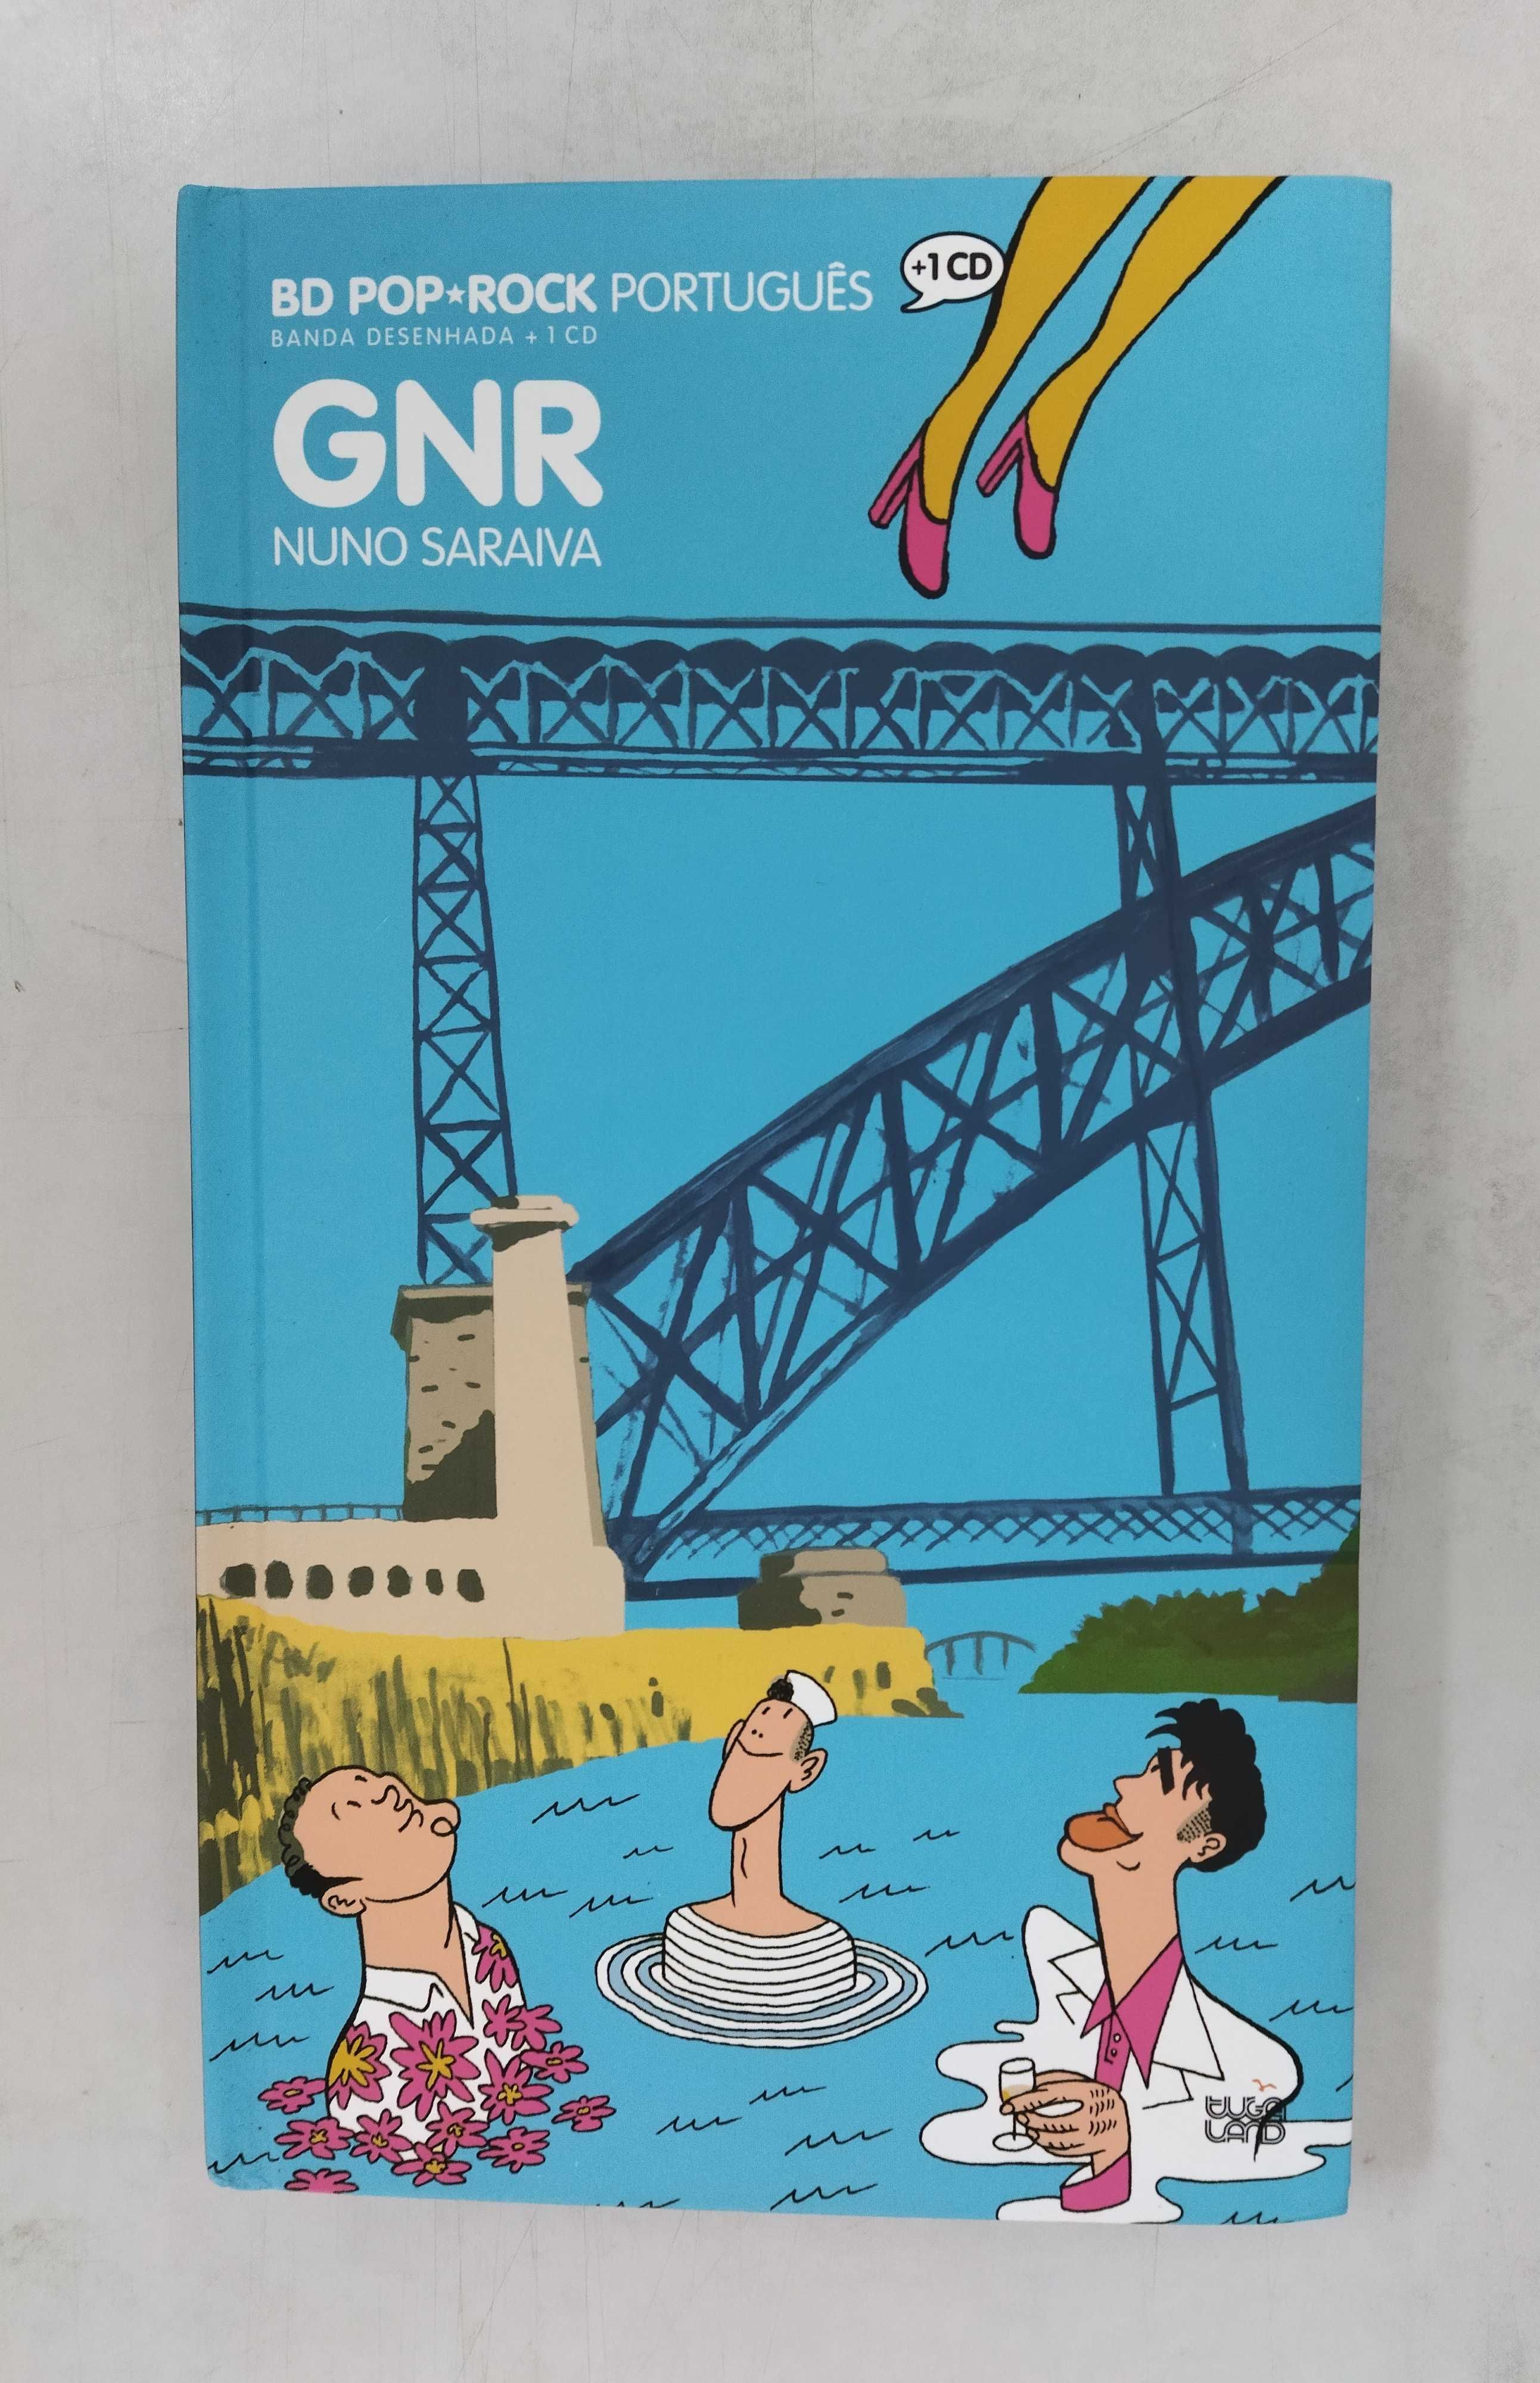 BD POP★ROCK PORTUGUÊS
+1 CD
BANDA DESENHADA + 1 CD
GNR
NUNO SARAIVA
TUGA
LAND